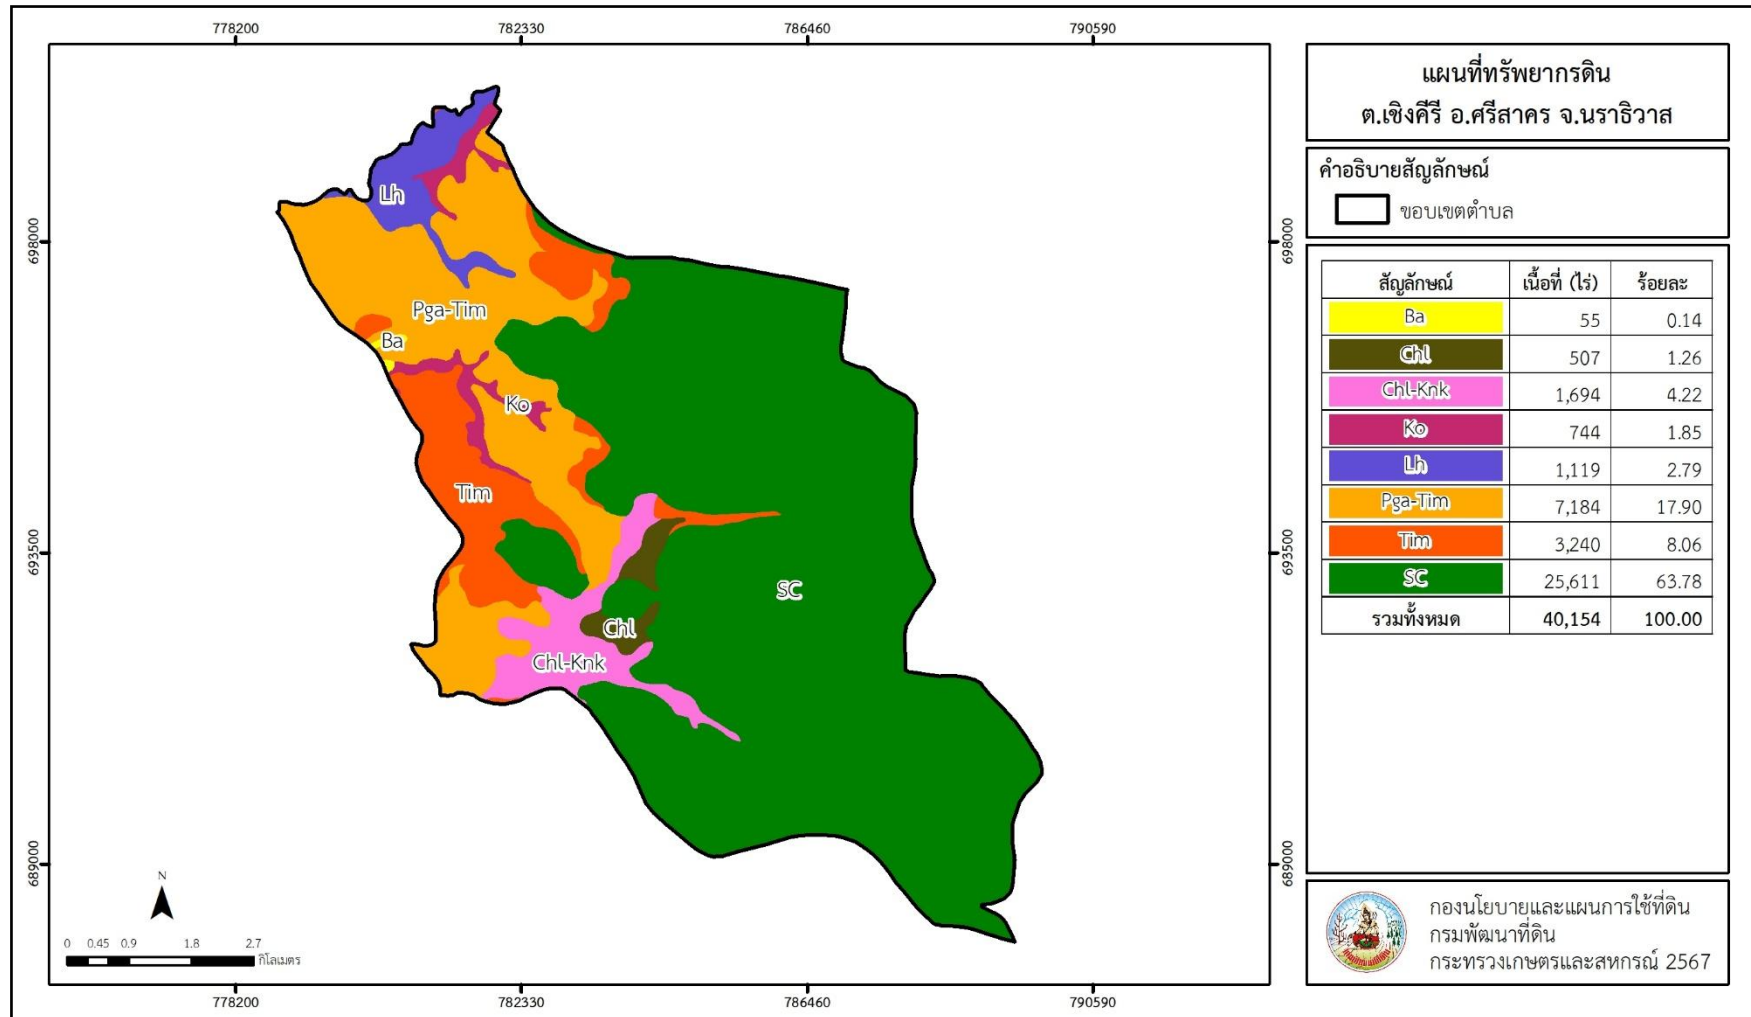 778200 782330 786460 790590
แผนที่ทรัพยากรดิน
ต.เชิงคีรี อ.ศรีสาคร จ.นราธิวาส
คำอธิบายสัญลักษณ์
ขอบเขตตำบล
698000 698000
693500 693500
689000 689000
Lh
Pga-Tim
Ba
Ko
Tim
SC
Chl
Chl-Knk
สัญลักษณ์ เนื้อที่ (ไร่) ร้อยละ
Ba 55 0.14
Chl 507 1.26
Chl-Knk 1,694 4.22
Ko 744 1.85
Lh 1,119 2.79
Pga-Tim 7,184 17.90
Tim 3,240 8.06
SC 25,611 63.78
รวมทั้งหมด 40,154 100.00
N
0 0.45 0.9 1.8 2.7
กิโลเมตร
กองนโยบายและแผนการใช้ที่ดิน
กรมพัฒนาที่ดิน
กระทรวงเกษตรและสหกรณ์ 2567
778200 782330 786460 790590